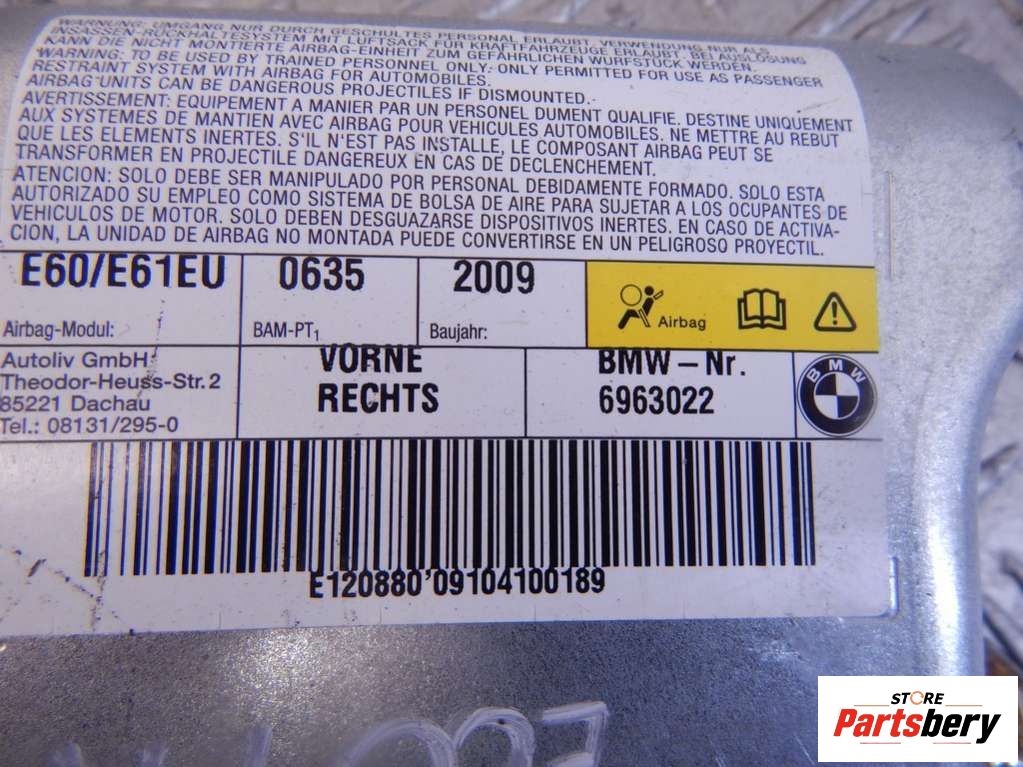 WARNUNG: UMGANG NUR DURCH GESCHULTES PERSONAL ERLAUBT. VERWENDUNG NUR ALS
INSASSEN-RÜCKHALTESYSTEM MIT LUFTSACK FÜR KRAFTFAHRZEUGE ERLAUBT. BEI AUSLÖSUNG
KANN DIE NICHT MONTIERTE AIRBAG-EINHEIT ZUM GEFÄHRLICHEN WURFSTÜCK WERDEN.
WARNING: TO BE USED BY TRAINED PERSONNEL ONLY: ONLY PERMITTED FOR USE AS PASSENGER
RESTRAINT SYSTEM WITH AIRBAG FOR AUTOMOBILES.
AIRBAG UNITS CAN BE DANGEROUS PROJECTILES IF DISMOUNTED.
AVERTISSEMENT: EQUIPEMENT A MANIER PAR UN PERSONEL DUMENT QUALIFIE. DESTINE UNIQUEMENT
AUX SYSTEMES DE MANTIEN AVEC AIRBAG POUR VEHICULES AUTOMOBILES. NE METTRE AU REBUT
QUE LES ELEMENTS INERTES. S'IL N'EST PAS INSTALLE, LE COMPOSANT AIRBAG PEUT SE
TRANSFORMER EN PROJECTILE DANGEREUX EN CAS DE DECLENCHEMENT.
ATENCION: SOLO DEBE SER MANIPULADO POR PERSONAL DEBIDAMENTE FORMADO. SOLO ESTA
AUTORIZADO SU EMPLEO COMO SISTEMA DE BOLSA DE AIRE PARA SUJETAR A LOS OCUPANTES DE
VEHICULOS DE MOTOR. SOLO DEBEN DESGUAZARSE DISPOSITIVOS INERTES. EN CASO DE ACTIVA-
CION, LA UNIDAD DE AIRBAG NO MONTADA PUEDE CONVERTIRSE EN UN PELIGROSO PROYECTIL.
E60/E61EU 0635 2009
Airbag-Modul: BAM-PT1 Baujahr: Airbag
Autoliv GmbH
Theodor-Heuss-Str. 2
85221 Dachau
Tel.: 08131/295-0
VORNE
RECHTS
BMW-Nr.
6963022
BMW
E120880'09104100189
STORE
Partsbery